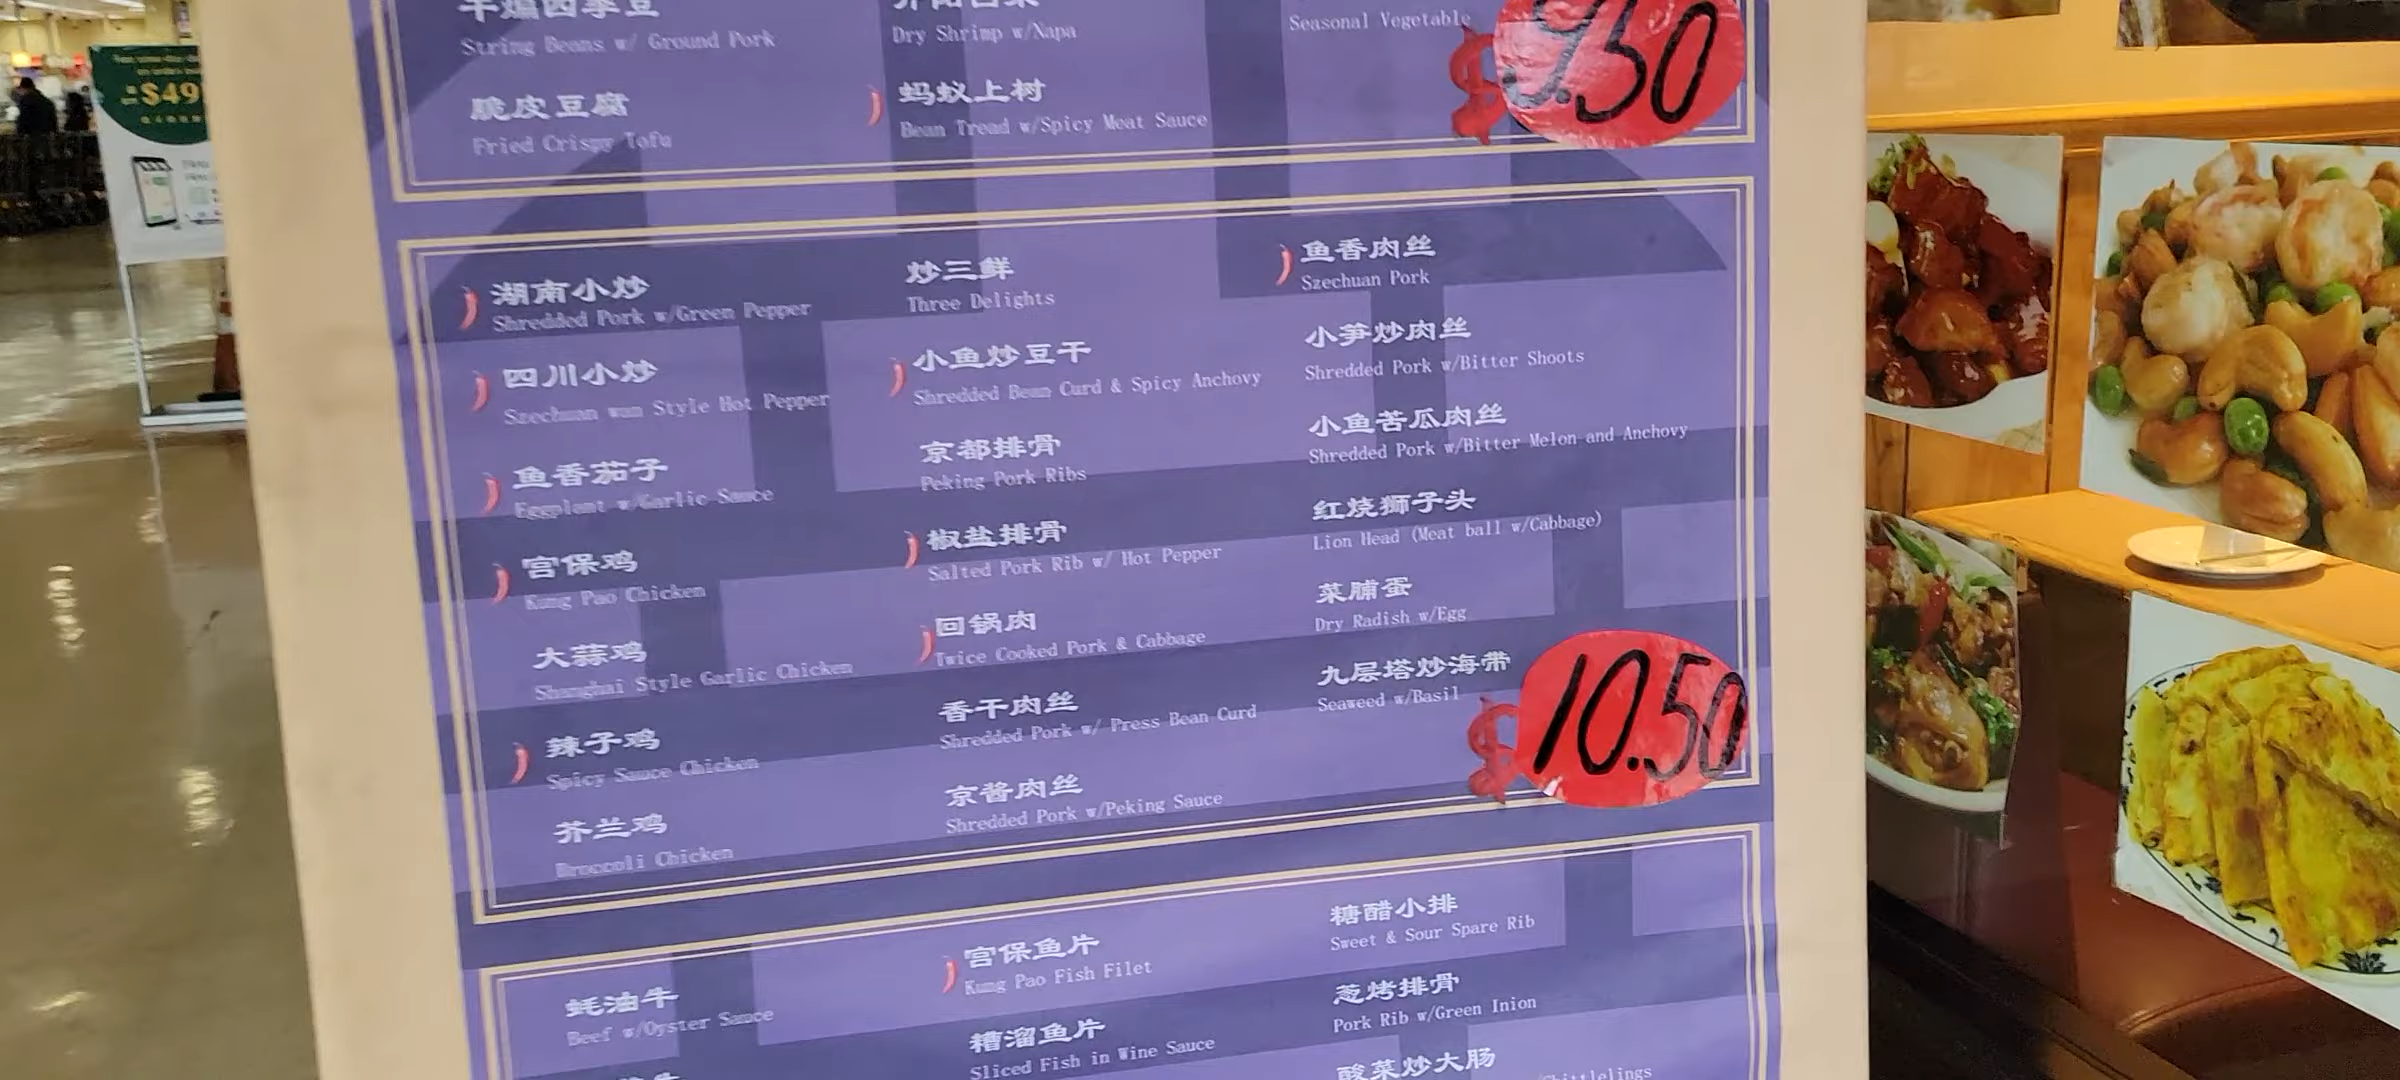 $49
干煸四季豆
String Beans w/ Ground Pork
脆皮豆腐
Fried Crispy Tofu
开阳白菜
Dry Shrimp w/Napa
蚂蚁上树
Bean Tread w/Spicy Meat Sauce
Seasonal Vegetable
$9.50
湖南小炒
Shredded Pork w/Green Pepper
四川小炒
Szechuan wan Style Hot Pepper
鱼香茄子
Eggplant w/Garlic Sauce
宫保鸡
Kung Pao Chicken
大蒜鸡
Shanghai Style Garlic Chicken
辣子鸡
Spicy Sauce Chicken
芥兰鸡
Broccoli Chicken
炒三鲜
Three Delights
小鱼炒豆干
Shredded Bean Curd & Spicy Anchovy
京都排骨
Peking Pork Ribs
椒盐排骨
Salted Pork Rib w/ Hot Pepper
回锅肉
Twice Cooked Pork & Cabbage
香干肉丝
Shredded Pork w/ Press Bean Curd
京酱肉丝
Shredded Pork w/Peking Sauce
鱼香肉丝
Szechuan Pork
小笋炒肉丝
Shredded Pork w/Bitter Shoots
小鱼苦瓜肉丝
Shredded Pork w/Bitter Melon and Anchovy
红烧狮子头
Lion Head (Meat ball w/Cabbage)
菜脯蛋
Dry Radish w/Egg
九层塔炒海带
Seaweed w/Basil
$10.50
蚝油牛
Beef w/Oyster Sauce
宫保鱼片
Kung Pao Fish Filet
糟溜鱼片
Sliced Fish in Wine Sauce
糖醋小排
Sweet & Sour Spare Rib
葱烤排骨
Pork Rib w/Green Inion
酸菜炒大肠